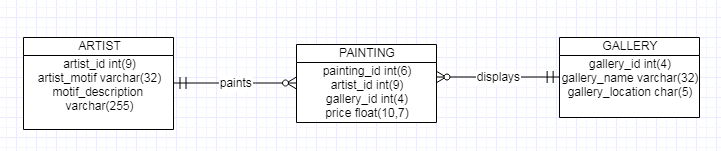 ARTIST
artist_id int(9)
artist_motif varchar(32)
motif_description
varchar(255)
paints
PAINTING
painting_id int(6)
artist_id int(9)
gallery_id int(4)
price float(10,7)
displays
GALLERY
gallery_id int(4)
gallery_name varchar(32)
gallery_location char(5)